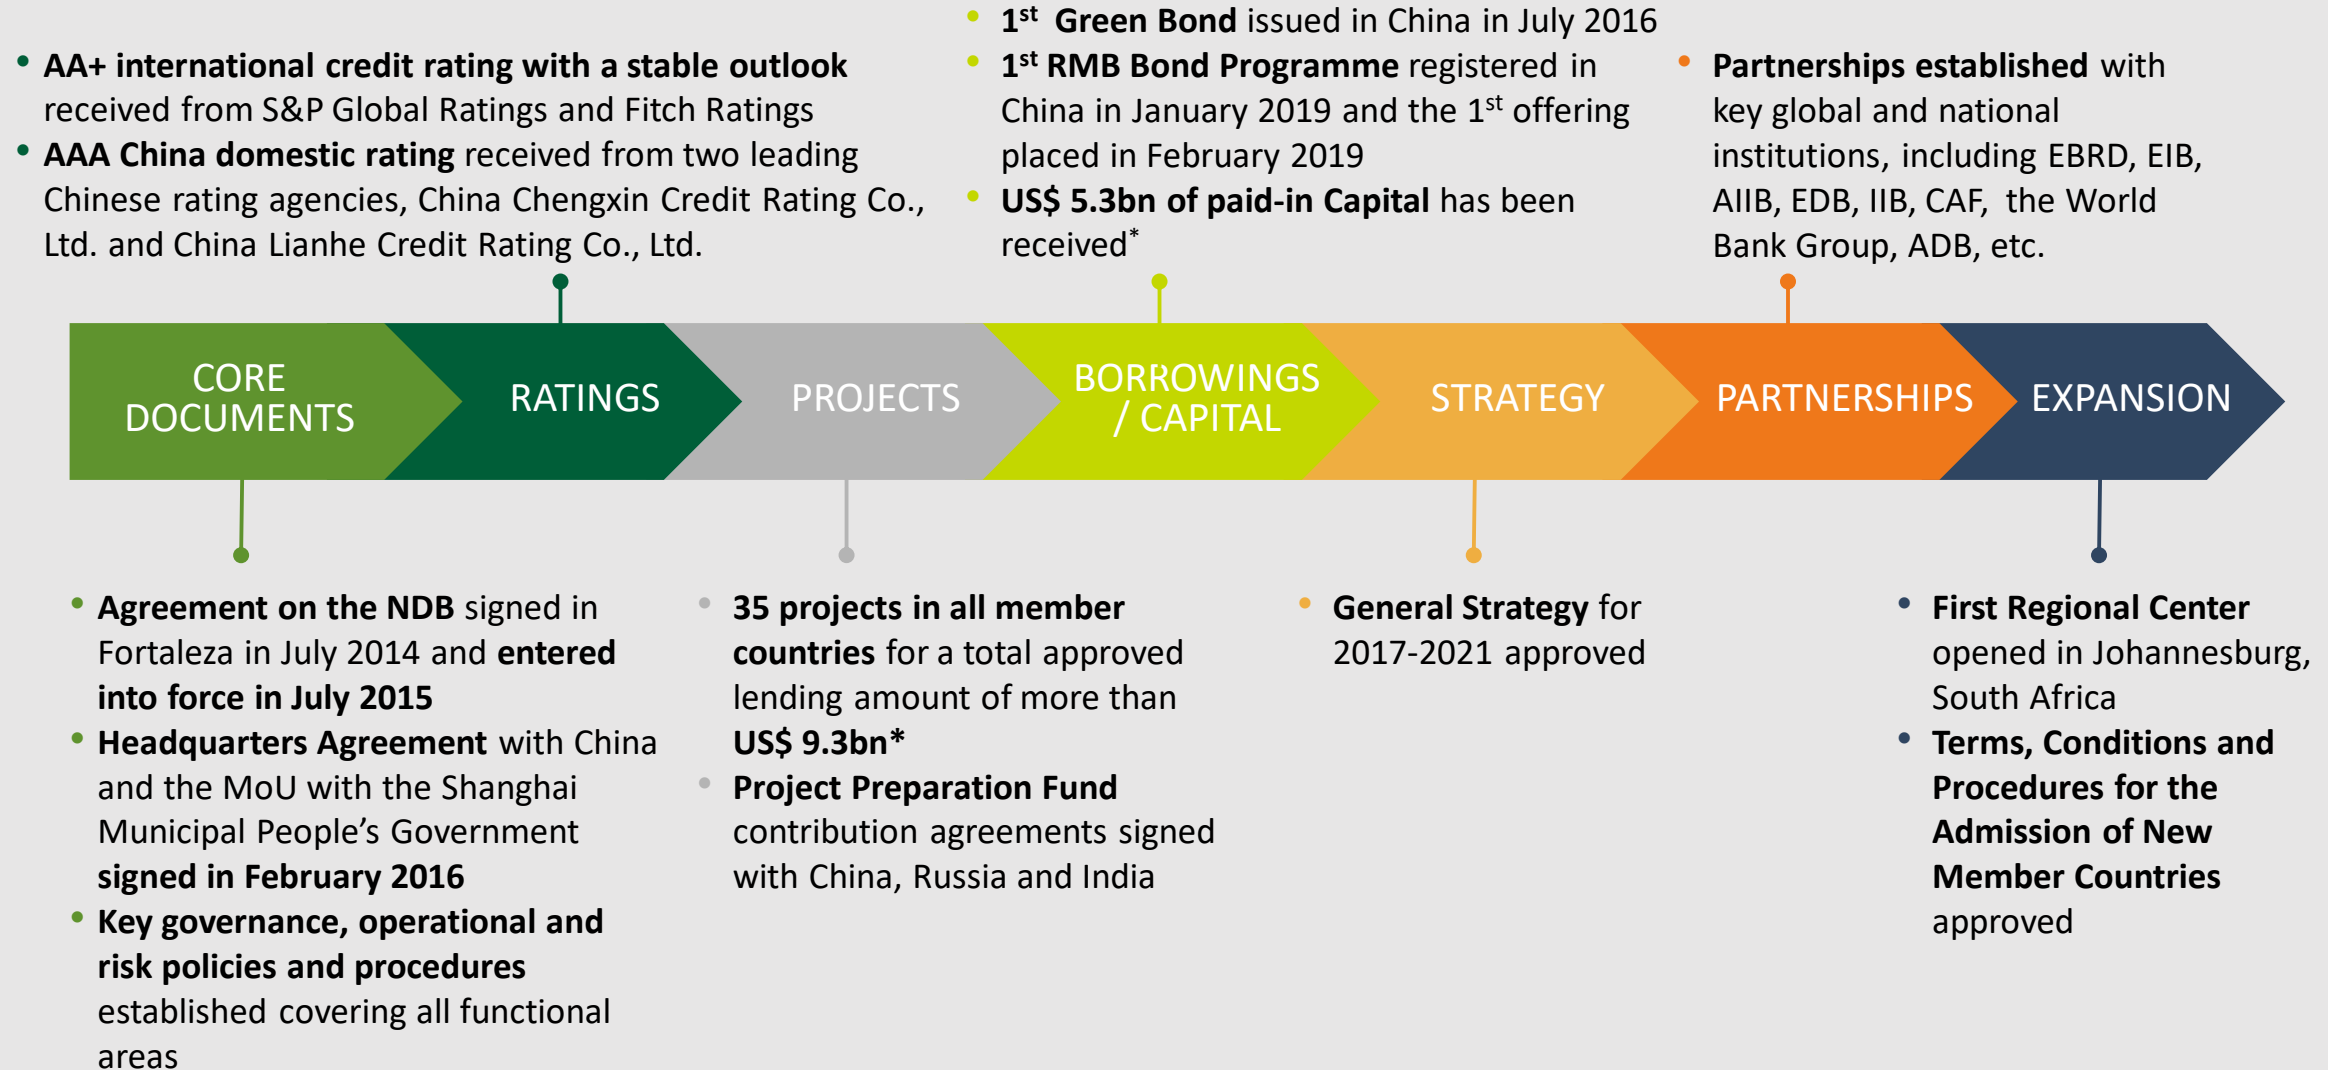 • AA+ international credit rating with a stable outlook
received from S&P Global Ratings and Fitch Ratings
• AAA China domestic rating received from two leading
Chinese rating agencies, China Chengxin Credit Rating Co.,
Ltd. and China Lianhe Credit Rating Co., Ltd.
• 1st Green Bond issued in China in July 2016
• 1st RMB Bond Programme registered in
China in January 2019 and the 1st offering
placed in February 2019
• US$ 5.3bn of paid-in Capital has been
received*
• Partnerships established with
key global and national
institutions, including EBRD, EIB,
AIIB, EDB, IIB, CAF, the World
Bank Group, ADB, etc.
CORE
DOCUMENTS
RATINGS
PROJECTS
BORROWINGS
/ CAPITAL
STRATEGY
PARTNERSHIPS
EXPANSION
• Agreement on the NDB signed in
Fortaleza in July 2014 and entered
into force in July 2015
• Headquarters Agreement with China
and the MoU with the Shanghai
Municipal People’s Government
signed in February 2016
• Key governance, operational and
risk policies and procedures
established covering all functional
areas
• 35 projects in all member
countries for a total approved
lending amount of more than
US$ 9.3bn*
• Project Preparation Fund
contribution agreements signed
with China, Russia and India
• General Strategy for
2017-2021 approved
• First Regional Center
opened in Johannesburg,
South Africa
• Terms, Conditions and
Procedures for the
Admission of New
Member Countries
approved